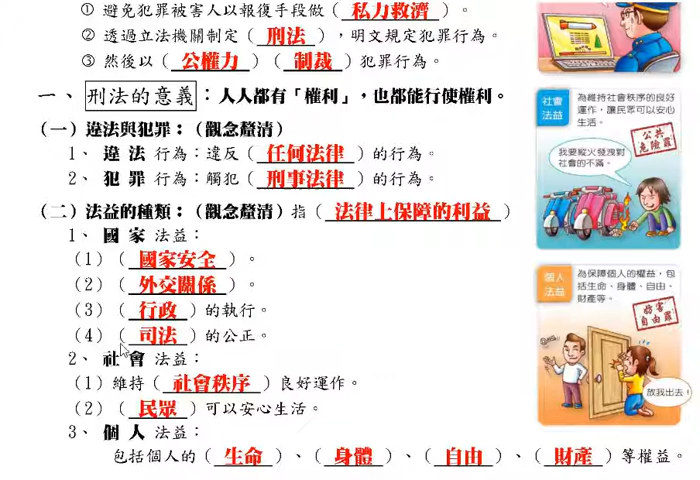 ① 避免犯罪被害人以報復手段做（私力救濟）。
② 透過立法機關制定（刑法），明文規定犯罪行為。
③ 然後以（公權力）（制裁）犯罪行為。
一、刑法的意義：人人都有「權利」，也都能行使權利。
（一）違法與犯罪：（觀念釐清）
1、違法行為：違反（任何法律）的行為。
2、犯罪行為：觸犯（刑事法律）的行為。
（二）法益的種類：（觀念釐清）指（法律上保障的利益）
1、國家法益：
（1）（國家安全）。
（2）（外交關係）。
（3）（行政）的執行。
（4）（司法）的公正。
2、社會法益：
（1）維持（社會秩序）良好運作。
（2）（民眾）可以安心生活。
3、個人法益：
包括個人的（生命）、（身體）、（自由）、（財產）等權益。
社會
法益
為維持社會秩序的良好
運作，讓民眾可以安心
生活。
公共
危險罪
我要縱火發洩對
社會的不滿。
個人
法益
為保障個人的權益，包
括生命、身體、自由、
財產等。
妨害
自由罪
放我出去！